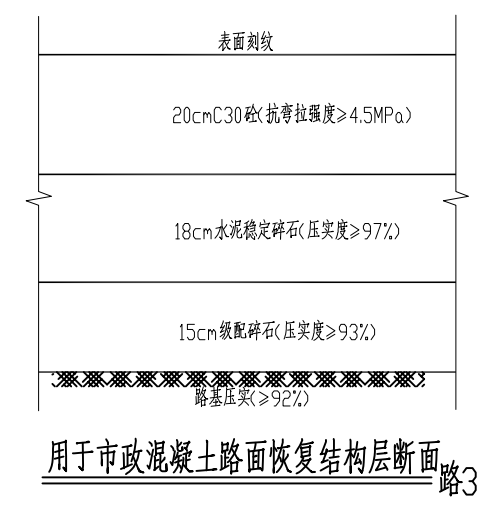 表面刻纹
20cmC30砼(抗弯拉强度≥4.5MPa)
18cm水泥稳定碎石(压实度≥97%)
15cm级配碎石(压实度≥93%)
路基压实(≥92%)
用于市政混凝土路面恢复结构层断面
路3